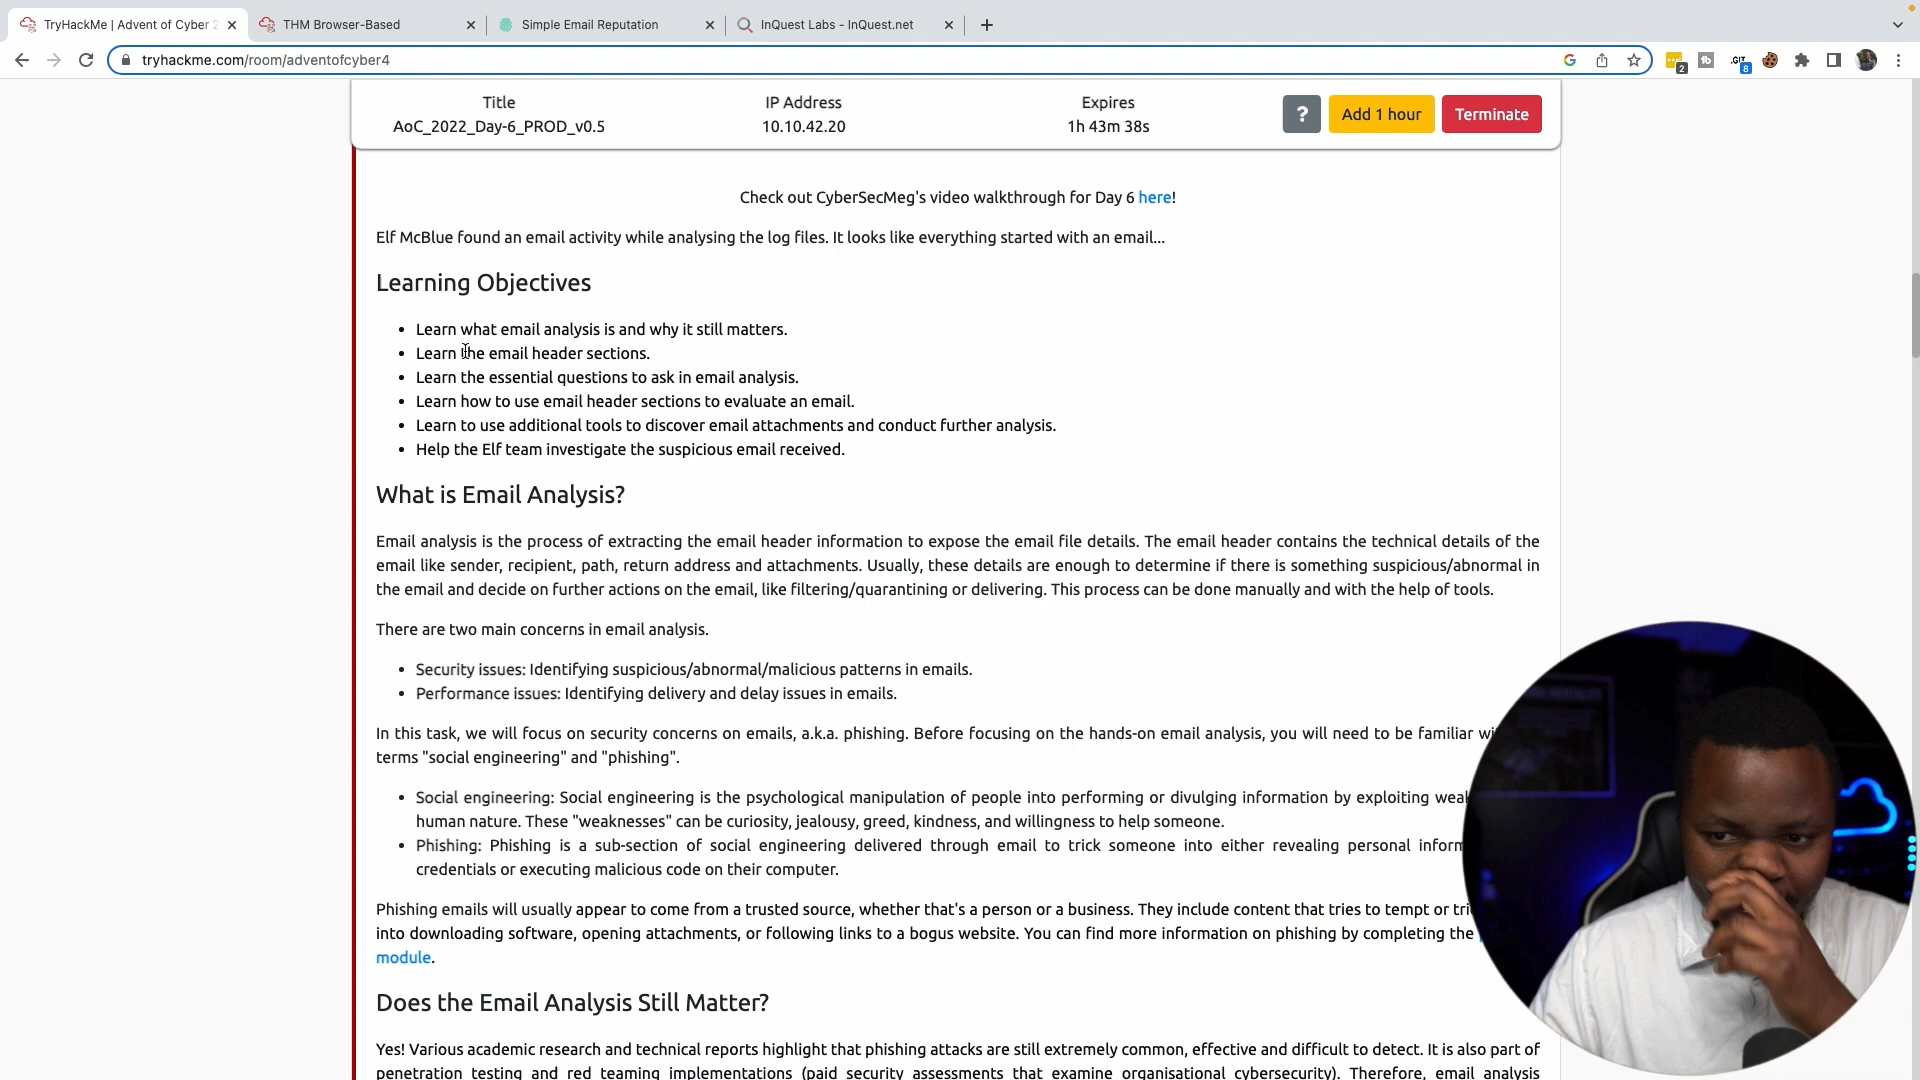 TryHackMe | Advent of Cyber 2
THM Browser-Based
Simple Email Reputation
InQuest Labs - InQuest.net
tryhackme.com/room/adventofcyber4
Title
AoC_2022_Day-6_PROD_v0.5
IP Address
10.10.42.20
Expires
1h 43m 38s
?
Add 1 hour
Terminate
Check out CyberSecMeg's video walkthrough for Day 6 here!
Elf McBlue found an email activity while analysing the log files. It looks like everything started with an email...
Learning Objectives
• Learn what email analysis is and why it still matters.
• Learn the email header sections.
• Learn the essential questions to ask in email analysis.
• Learn how to use email header sections to evaluate an email.
• Learn to use additional tools to discover email attachments and conduct further analysis.
• Help the Elf team investigate the suspicious email received.
What is Email Analysis?
Email analysis is the process of extracting the email header information to expose the email file details. The email header contains the technical details of the
email like sender, recipient, path, return address and attachments. Usually, these details are enough to determine if there is something suspicious/abnormal in
the email and decide on further actions on the email, like filtering/quarantining or delivering. This process can be done manually and with the help of tools.
There are two main concerns in email analysis.
• Security issues: Identifying suspicious/abnormal/malicious patterns in emails.
• Performance issues: Identifying delivery and delay issues in emails.
In this task, we will focus on security concerns on emails, a.k.a. phishing. Before focusing on the hands-on email analysis, you will need to be familiar
terms "social engineering" and "phishing".
• Social engineering: Social engineering is the psychological manipulation of people into performing or divulging information by exploiting
human nature. These "weaknesses" can be curiosity, jealousy, greed, kindness, and willingness to help someone.
• Phishing: Phishing is a sub-section of social engineering delivered through email to trick someone into either revealing personal
credentials or executing malicious code on their computer.
Phishing emails will usually appear to come from a trusted source, whether that's a person or a business. They include content that tries to tempt or
into downloading software, opening attachments, or following links to a bogus website. You can find more information on phishing by completing the
module.
Does the Email Analysis Still Matter?
Yes! Various academic research and technical reports highlight that phishing attacks are still extremely common, effective and difficult to detect. It is also part of
penetration testing and red teaming implementations (paid security assessments that examine organisational cybersecurity). Therefore, email analysis